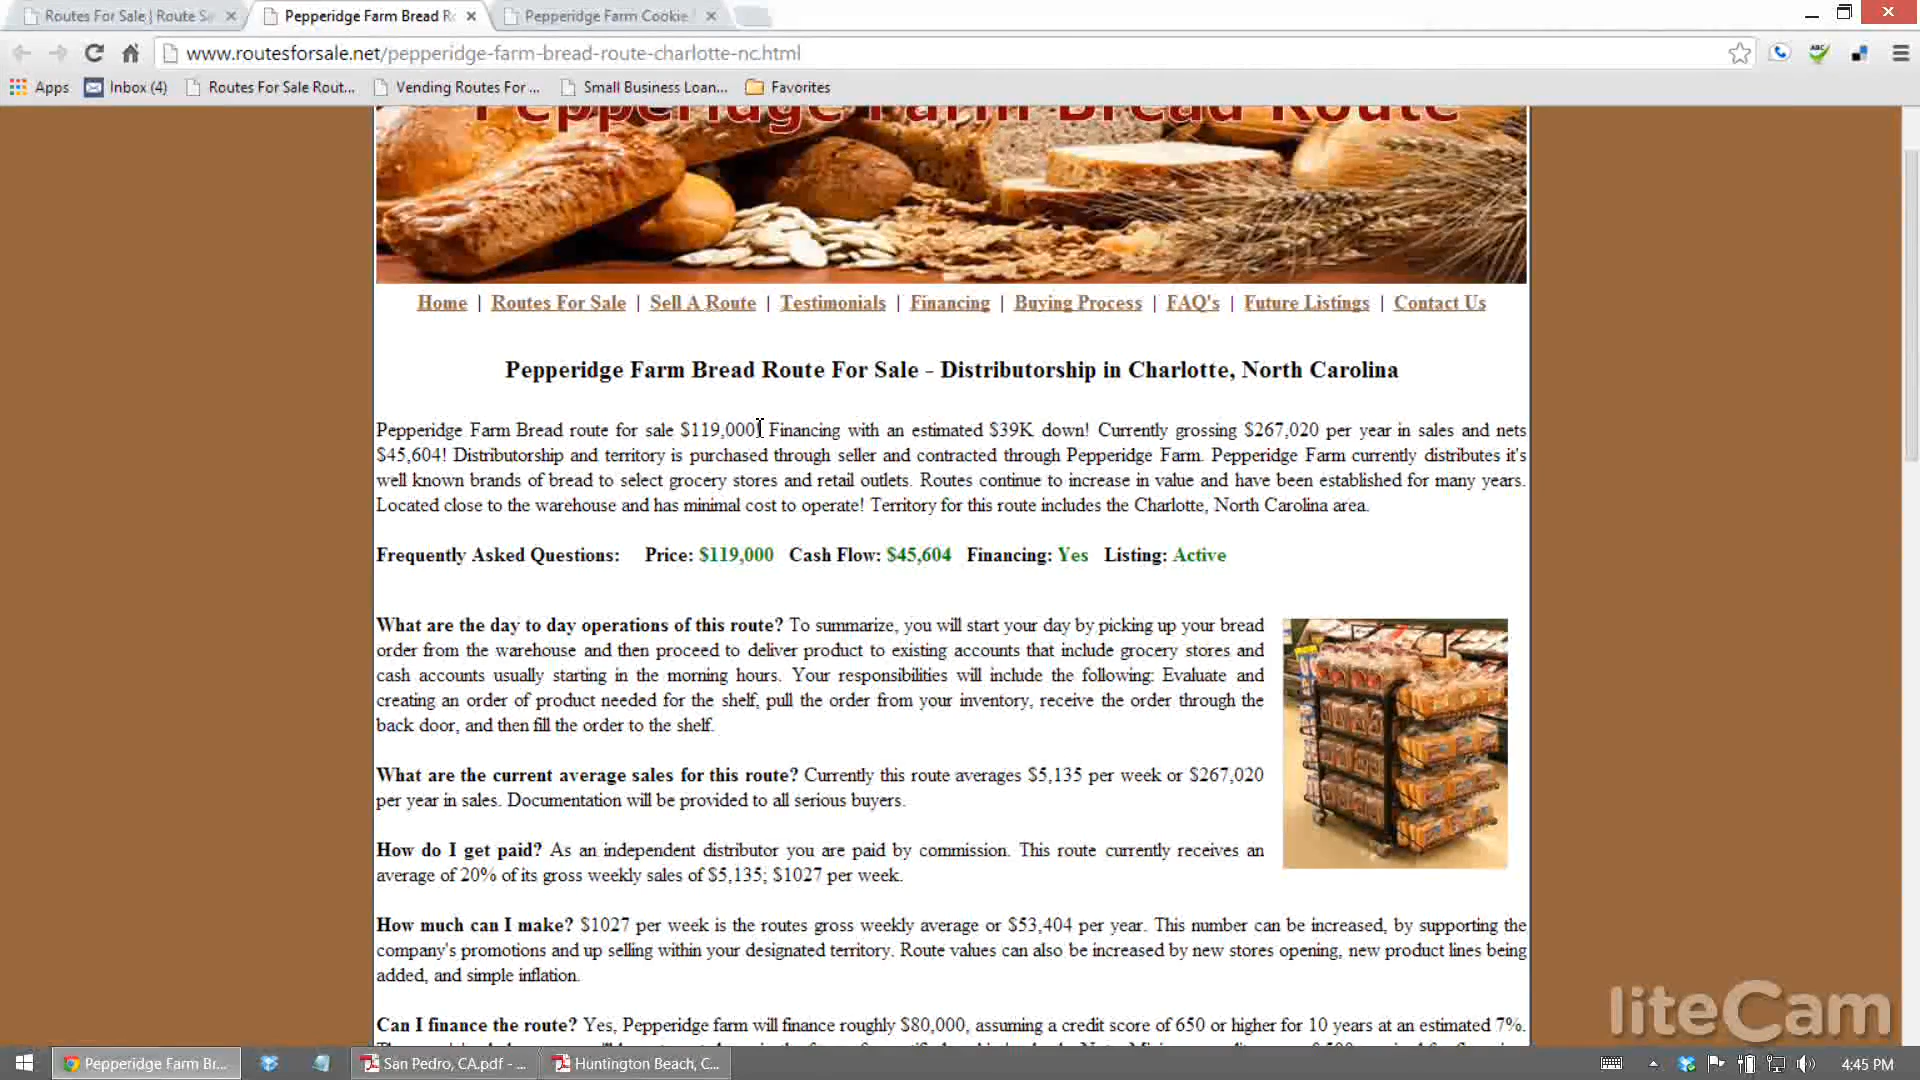 Routes For Sale | Route Sa
Pepperidge Farm Bread Ro
Pepperidge Farm Cookie
www.routesforsale.net/pepperidge-farm-bread-route-charlotte-nc.html
Apps
Inbox (4)
Routes For Sale Rout...
Vending Routes For ...
Small Business Loan...
Favorites
Pepperidge Farm Bread Route
Home | Routes For Sale | Sell A Route | Testimonials | Financing | Buying Process | FAQ's | Future Listings | Contact Us
Pepperidge Farm Bread Route For Sale - Distributorship in Charlotte, North Carolina
Pepperidge Farm Bread route for sale $119,000! Financing with an estimated $39K down! Currently grossing $267,020 per year in sales and nets
$45,604! Distributorship and territory is purchased through seller and contracted through Pepperidge Farm. Pepperidge Farm currently distributes it's
well known brands of bread to select grocery stores and retail outlets. Routes continue to increase in value and have been established for many years.
Located close to the warehouse and has minimal cost to operate! Territory for this route includes the Charlotte, North Carolina area.
Frequently Asked Questions: Price: $119,000 Cash Flow: $45,604 Financing: Yes Listing: Active
What are the day to day operations of this route? To summarize, you will start your day by picking up your bread
order from the warehouse and then proceed to deliver product to existing accounts that include grocery stores and
cash accounts usually starting in the morning hours. Your responsibilities will include the following: Evaluate and
creating an order of product needed for the shelf, pull the order from your inventory, receive the order through the
back door, and then fill the order to the shelf.
What are the current average sales for this route? Currently this route averages $5,135 per week or $267,020
per year in sales. Documentation will be provided to all serious buyers.
How do I get paid? As an independent distributor you are paid by commission. This route currently receives an
average of 20% of its gross weekly sales of $5,135; $1027 per week.
How much can I make? $1027 per week is the routes gross weekly average or $53,404 per year. This number can be increased, by supporting the
company's promotions and up selling within your designated territory. Route values can also be increased by new stores opening, new product lines being
added, and simple inflation.
Can I finance the route? Yes, Pepperidge farm will finance roughly $80,000, assuming a credit score of 650 or higher for 10 years at an estimated 7%.
liteCam
Pepperidge Farm Br...
San Pedro, CA.pdf - ...
Huntington Beach, C...
4:45 PM